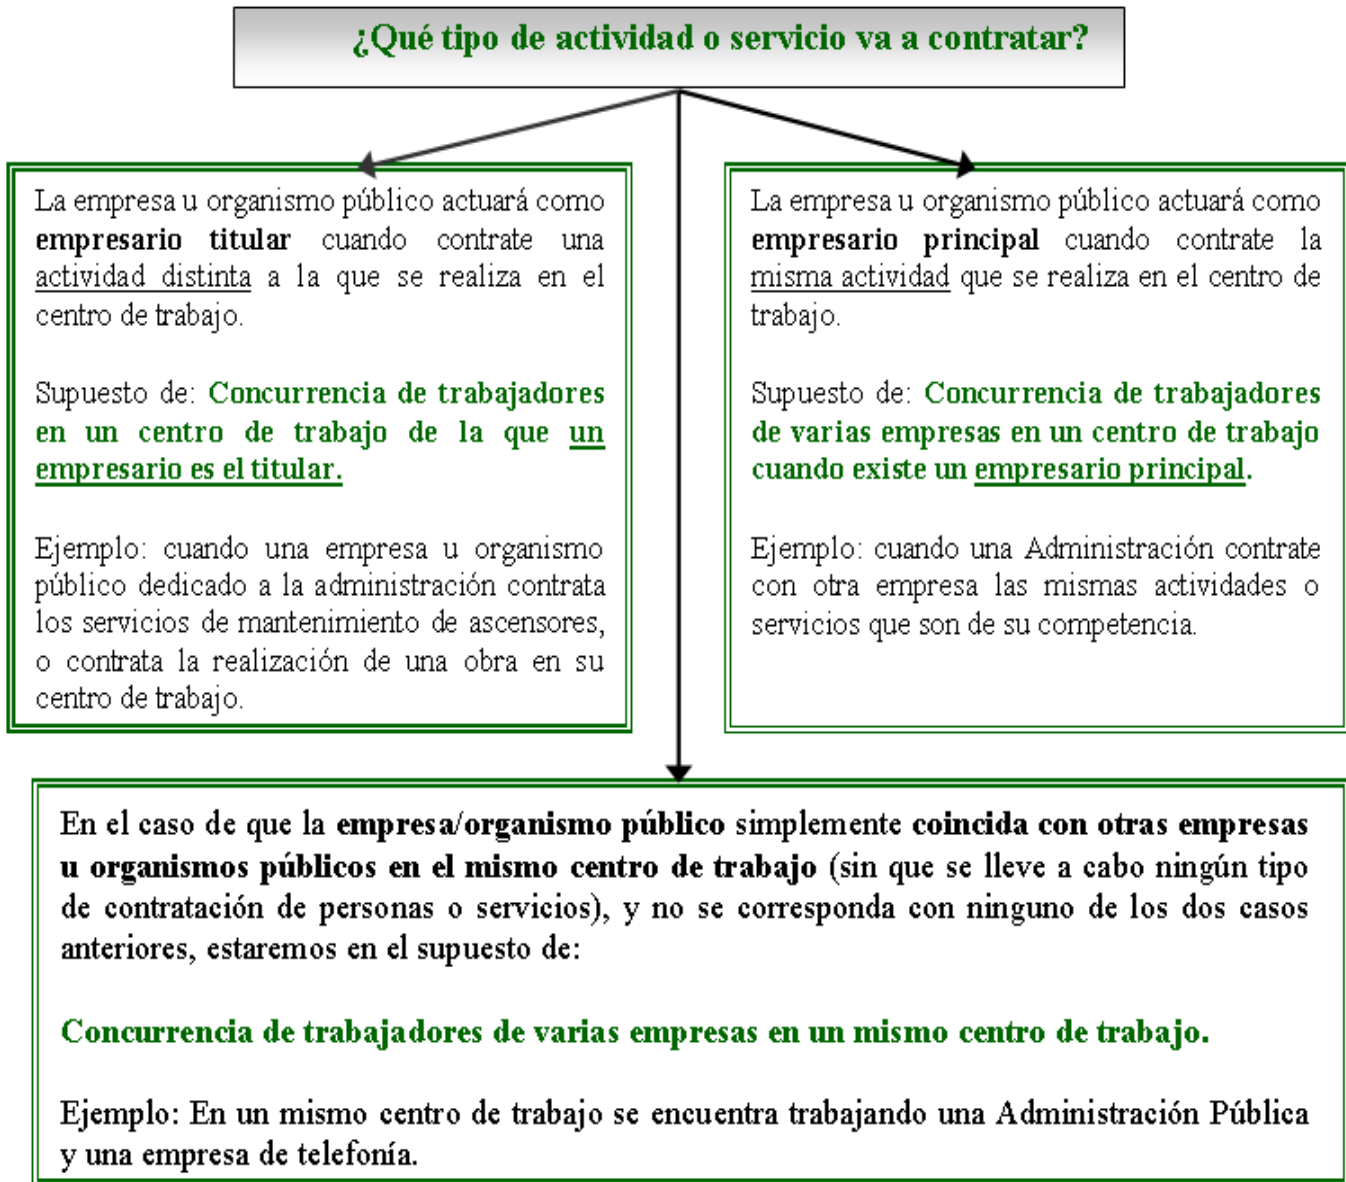 ¿Qué tipo de actividad o servicio va a contratar?
La empresa u organismo público actuará como
empresario titular cuando contrate una
actividad distinta a la que se realiza en el
centro de trabajo.
Supuesto de: Concurrencia de trabajadores
en un centro de trabajo de la que un
empresario es el titular.
Ejemplo: cuando una empresa u organismo
público dedicado a la administración contrata
los servicios de mantenimiento de ascensores,
o contrata la realización de una obra en su
centro de trabajo.
La empresa u organismo público actuará como
empresario principal cuando contrate la
misma actividad que se realiza en el centro de
trabajo.
Supuesto de: Concurrencia de trabajadores
de varias empresas en un centro de trabajo
cuando existe un empresario principal.
Ejemplo: cuando una Administración contrate
con otra empresa las mismas actividades o
servicios que son de su competencia.
En el caso de que la empresa/organismo público simplemente coincida con otras empresas
u organismos públicos en el mismo centro de trabajo (sin que se lleve a cabo ningún tipo
de contratación de personas o servicios), y no se corresponda con ninguno de los dos casos
anteriores, estaremos en el supuesto de:
Concurrencia de trabajadores de varias empresas en un mismo centro de trabajo.
Ejemplo: En un mismo centro de trabajo se encuentra trabajando una Administración Pública
y una empresa de telefonía.